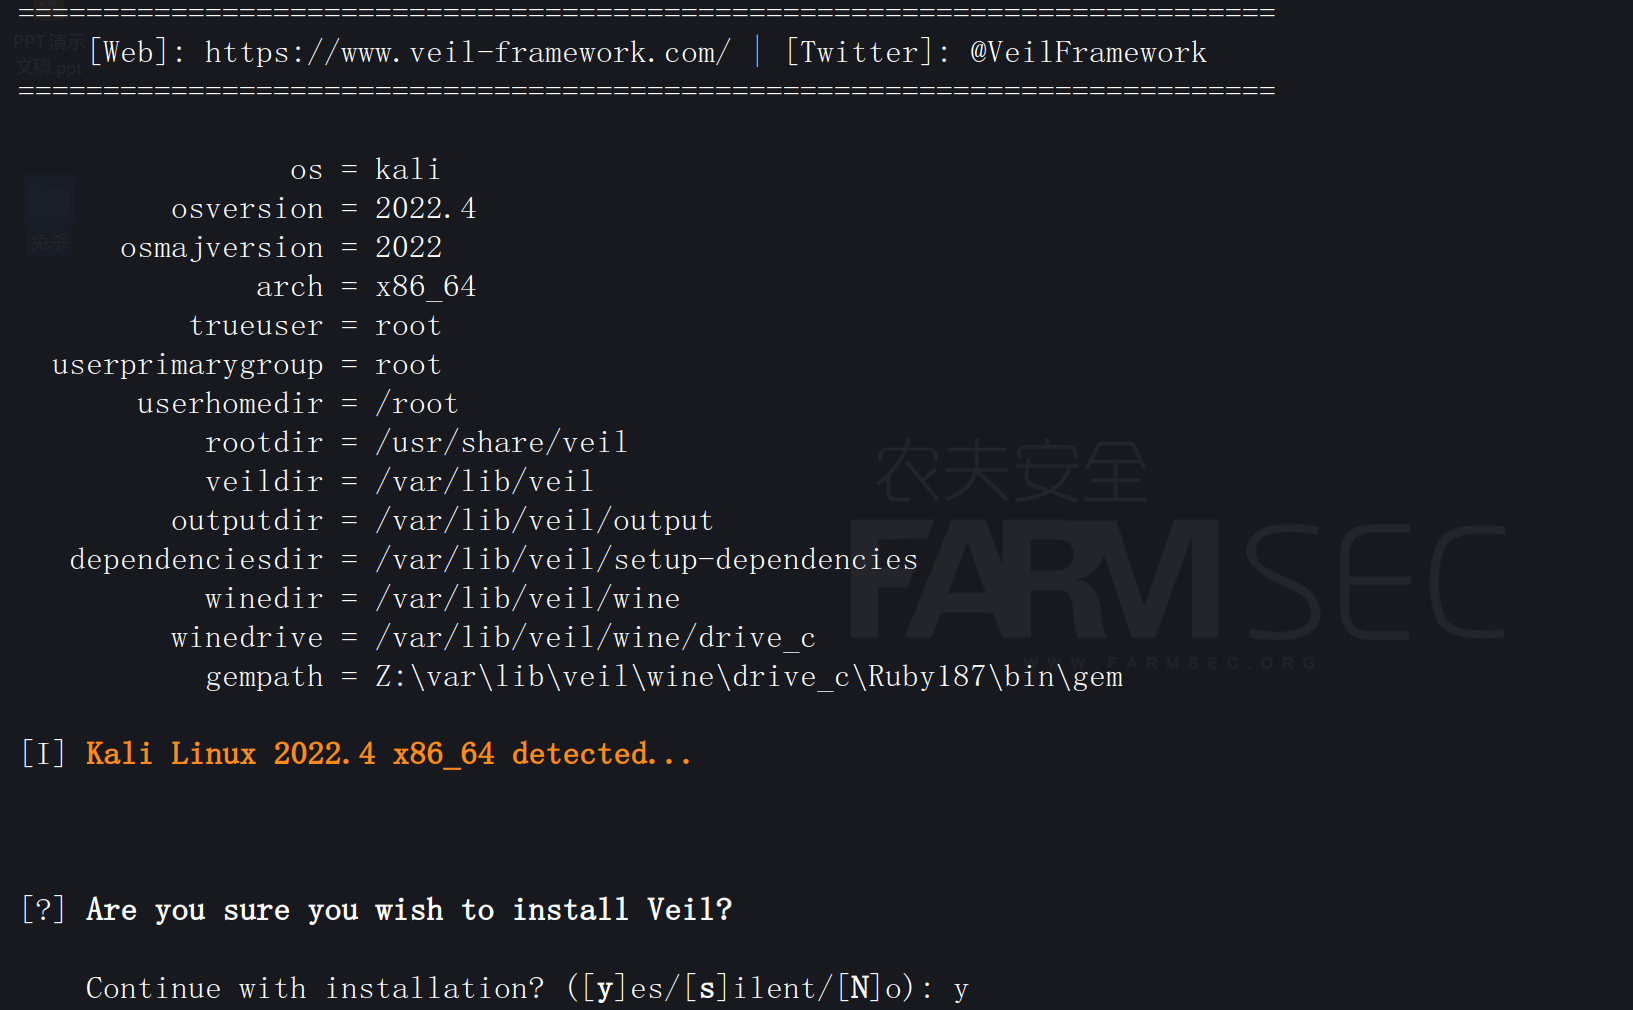 ==========================================================================
[Web]: https://www.veil-framework.com/ | [Twitter]: @VeilFramework
==========================================================================
PPT 演示
文稿.ppt
os = kali
osversion = 2022.4
osmajversion = 2022
arch = x86_64
trueuser = root
userprimarygroup = root
userhomedir = /root
rootdir = /usr/share/veil
veildir = /var/lib/veil
outputdir = /var/lib/veil/output
dependenciesdir = /var/lib/veil/setup-dependencies
winedir = /var/lib/veil/wine
winedrive = /var/lib/veil/wine/drive_c
gempath = Z:\var\lib\veil\wine\drive_c\Ruby187\bin\gem
免杀
农夫安全
FARMSEC
WWW.FARMSEC.ORG
[I] Kali Linux 2022.4 x86_64 detected...
[?] Are you sure you wish to install Veil?
Continue with installation? ([y]es/[s]ilent/[N]o): y